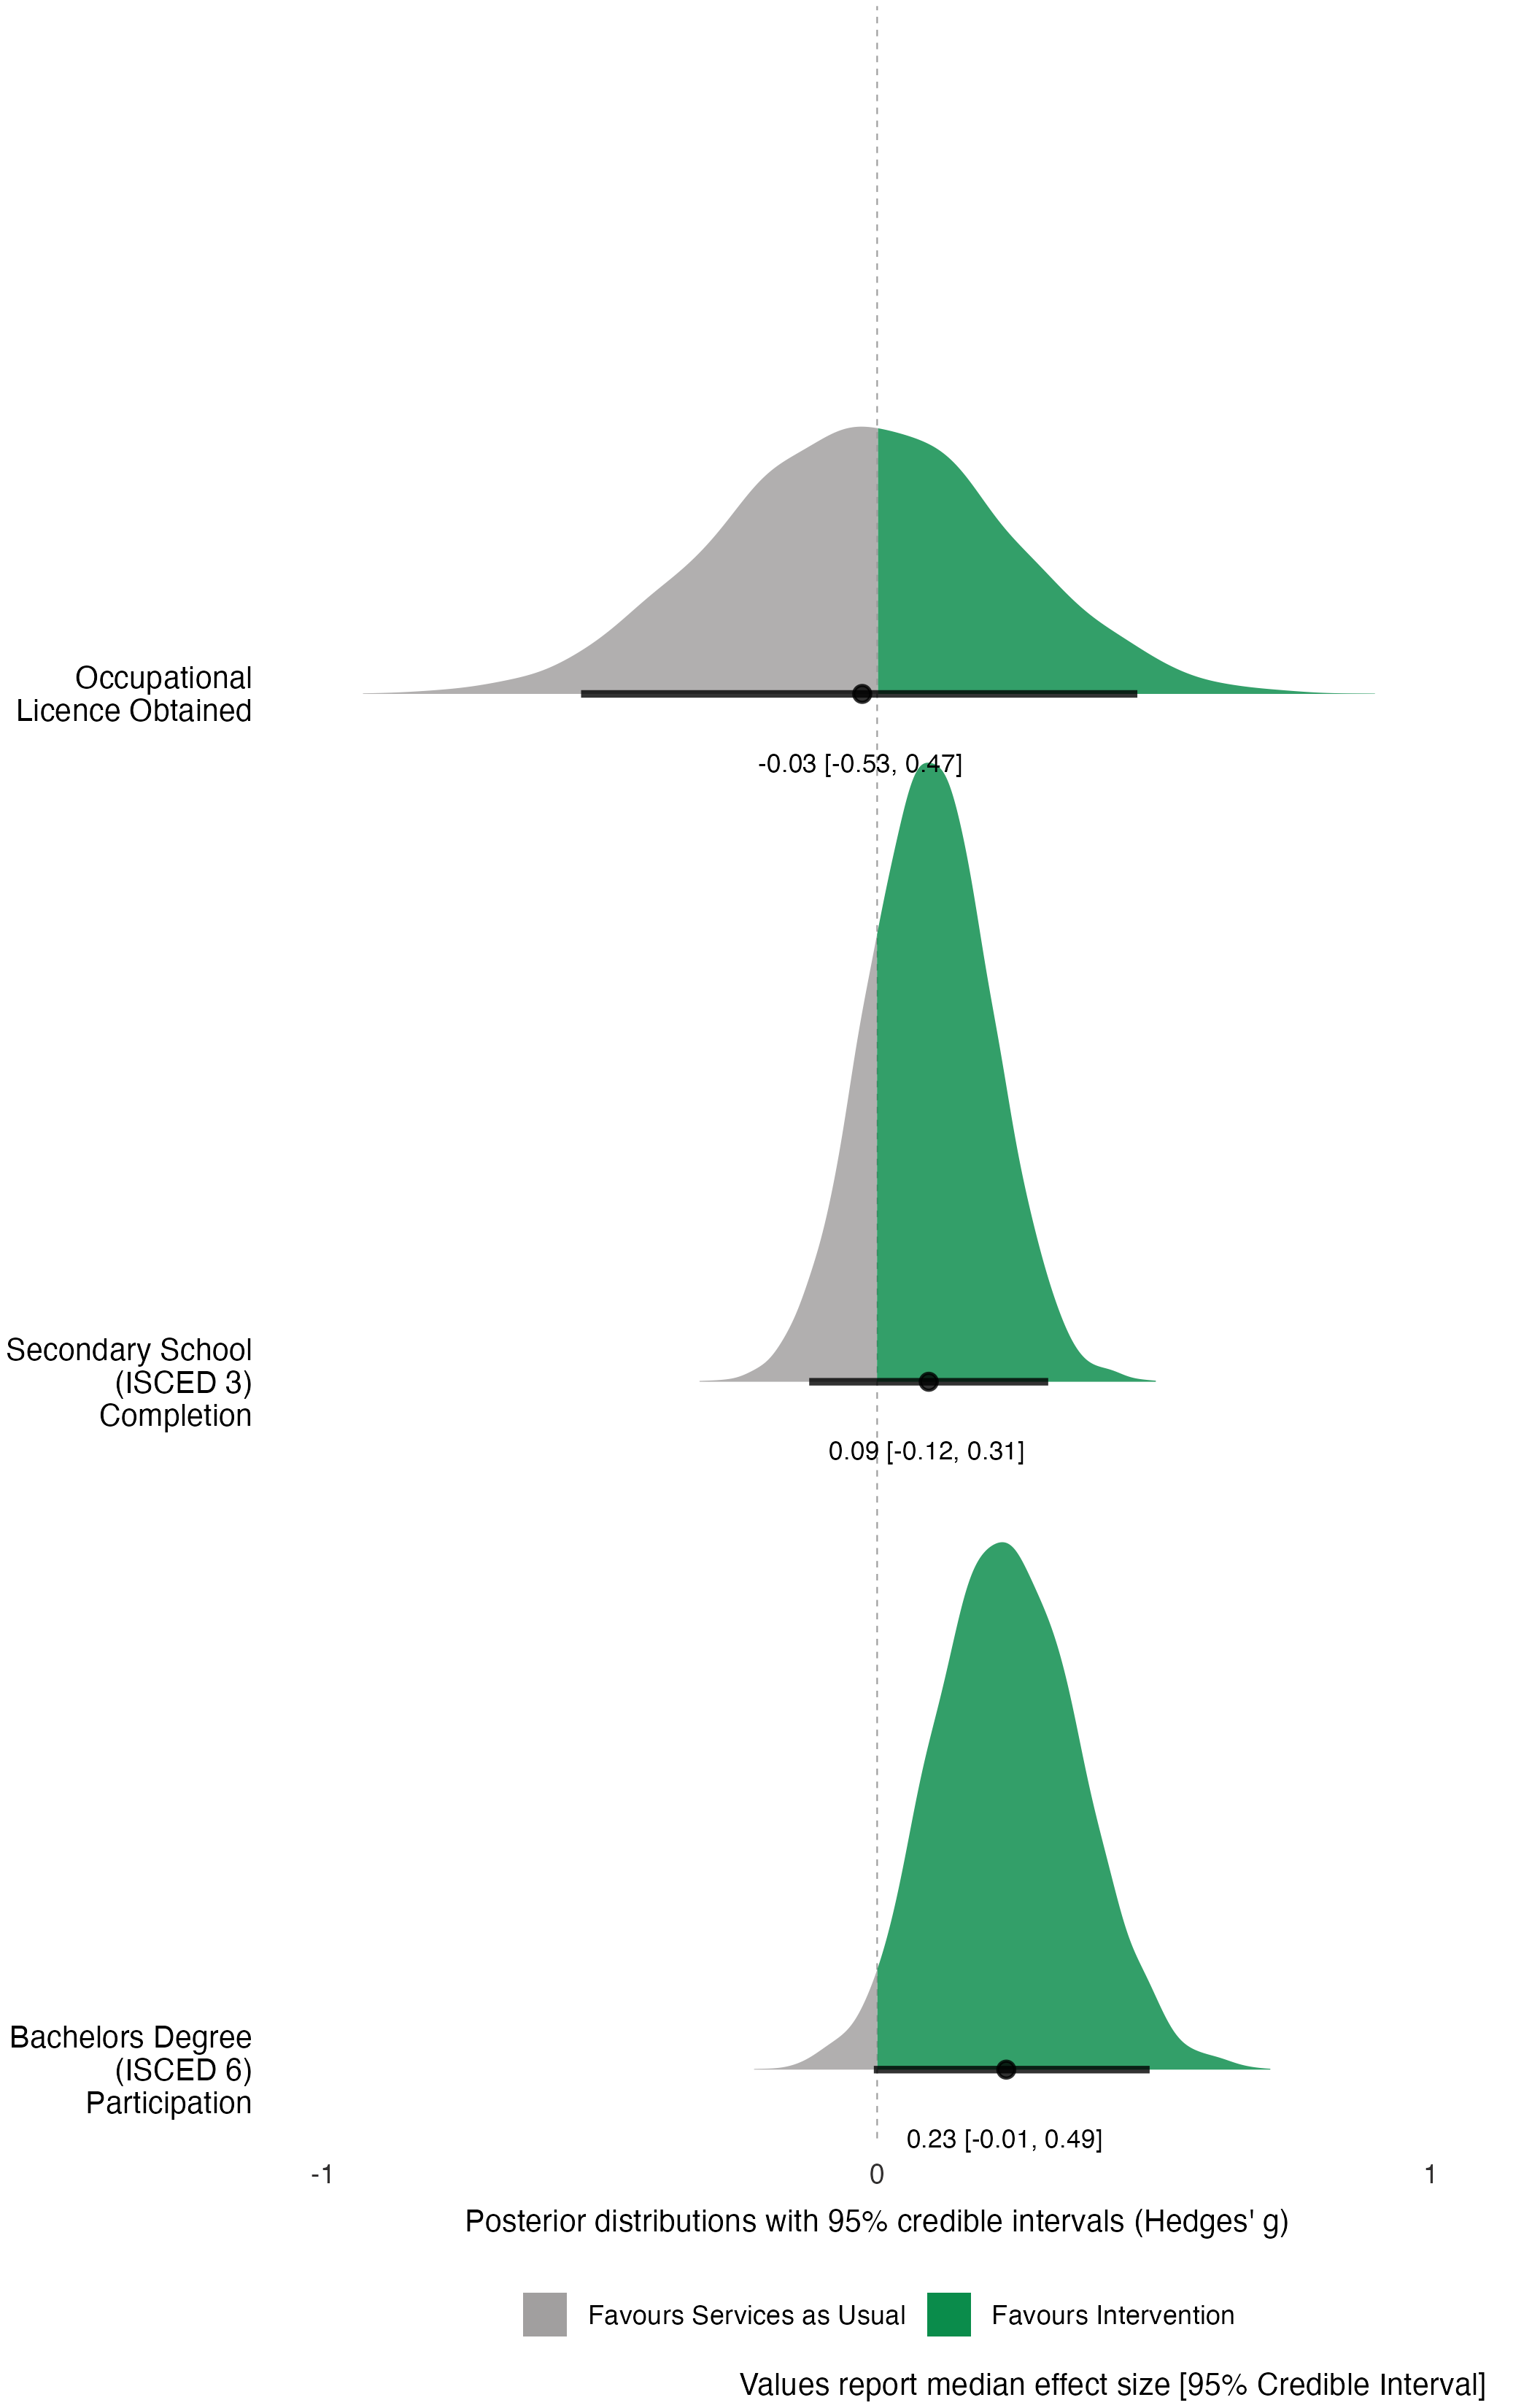 Occupational
Licence Obtained
-0.03 [-0.53, 0.47]
Secondary School
(ISCED 3)
Completion
0.09 [-0.12, 0.31]
Bachelors Degree
(ISCED 6)
Participation
0.23 [-0.01, 0.49]
-1 0 1
Posterior distributions with 95% credible intervals (Hedges' g)
Favours Services as Usual Favours Intervention
Values report median effect size [95% Credible Interval]